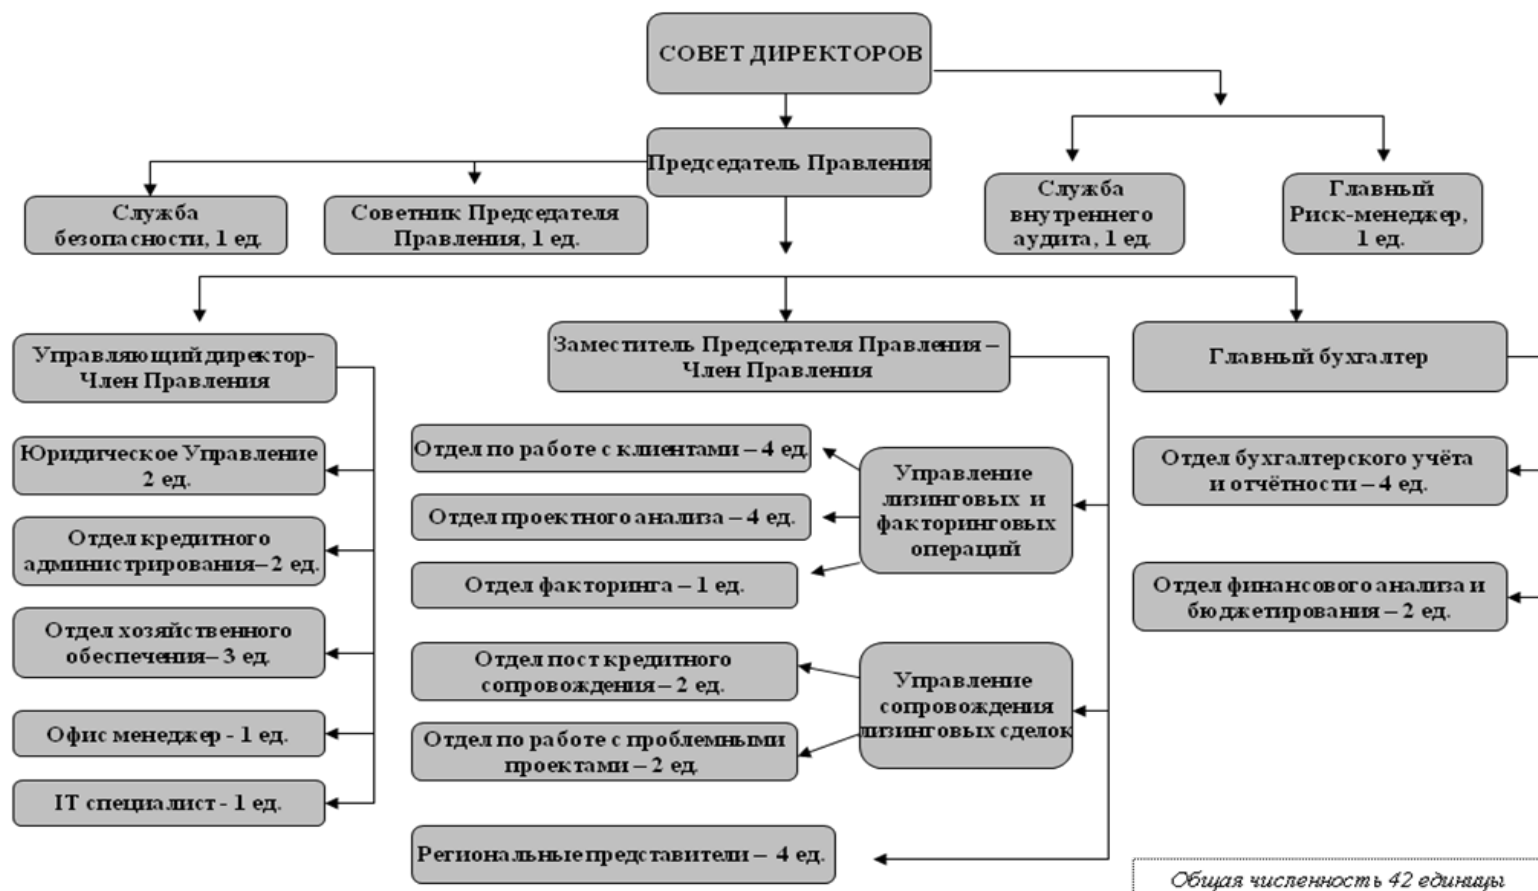 СОВЕТ ДИРЕКТОРОВ
Председатель Правления
Служба
безопасности, 1 ед.
Советник Председателя
Правления, 1 ед.
Служба
внутреннего
аудита, 1 ед.
Главный
Риск-менеджер,
1 ед.
Управляющий директор-
Член Правления
Заместитель Председателя Правления –
Член Правления
Главный бухгалтер
Юридическое Управление
2 ед.
Отдел кредитного
администрирования– 2 ед.
Отдел хозяйственного
обеспечения– 3 ед.
Офис менеджер - 1 ед.
IT специалист - 1 ед.
Отдел по работе с клиентами – 4 ед.
Отдел проектного анализа – 4 ед.
Отдел факторинга – 1 ед.
Управление
лизинговых и
факторинговых
операций
Отдел пост кредитного
сопровождения – 2 ед.
Отдел по работе с проблемными
проектами – 2 ед.
Управление
сопровождения
лизинговых сделок
Региональные представители – 4 ед.
Отдел бухгалтерского учёта
и отчётности – 4 ед.
Отдел финансового анализа и
бюджетирования – 2 ед.
Общая численность 42 единицы